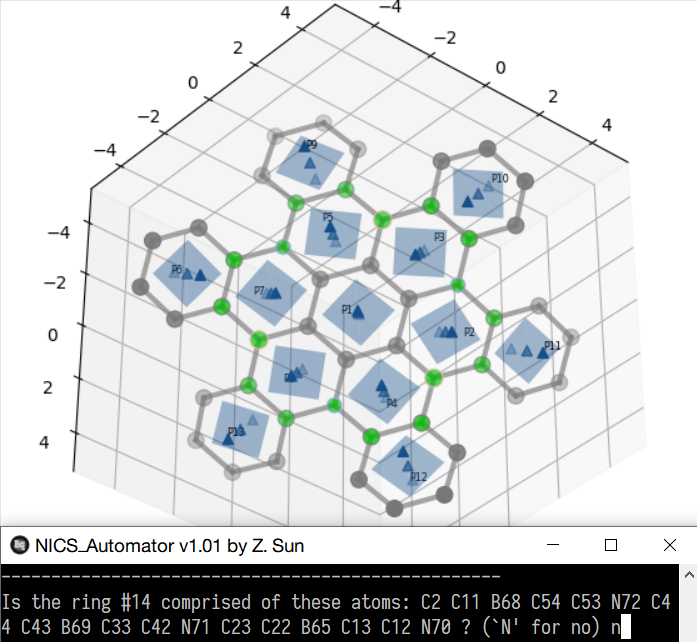 4
−4
2
−2
0
0
−2
2
−4
4
P9
P10
−4
P5
P3
P6
−2
P7
P1
0
P2
P11
2
P4
P13
4
P12
NICS_Automator v1.01 by Z. Sun
--------------------------------------------------
Is the ring #14 comprised of these atoms: C2 C11 B68 C54 C53 N72 C4
4 C43 B69 C33 C42 N71 C23 C22 B65 C13 C12 N70 ? (`N' for no) n